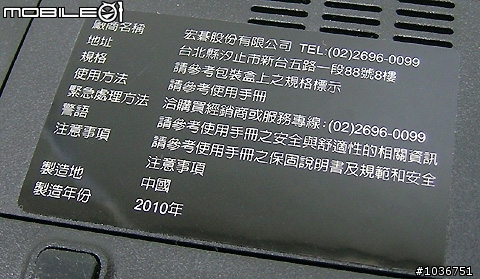 MOBILE01
廠商名稱 宏碁股份有限公司 TEL:(02)2696-0099
地址 台北縣汐止市新台五路一段88號8樓
規格 請參考包裝盒上之規格標示
使用方法 請參考使用手冊
緊急處理方法 洽購買經銷商或服務專線:(02)2696-0099
警語 請參考使用手冊之安全與舒適性的相關資訊
注意事項 請參考使用手冊之保固說明書及規範和安全
注意事項
製造地 中國
製造年份 2010年
#1036751